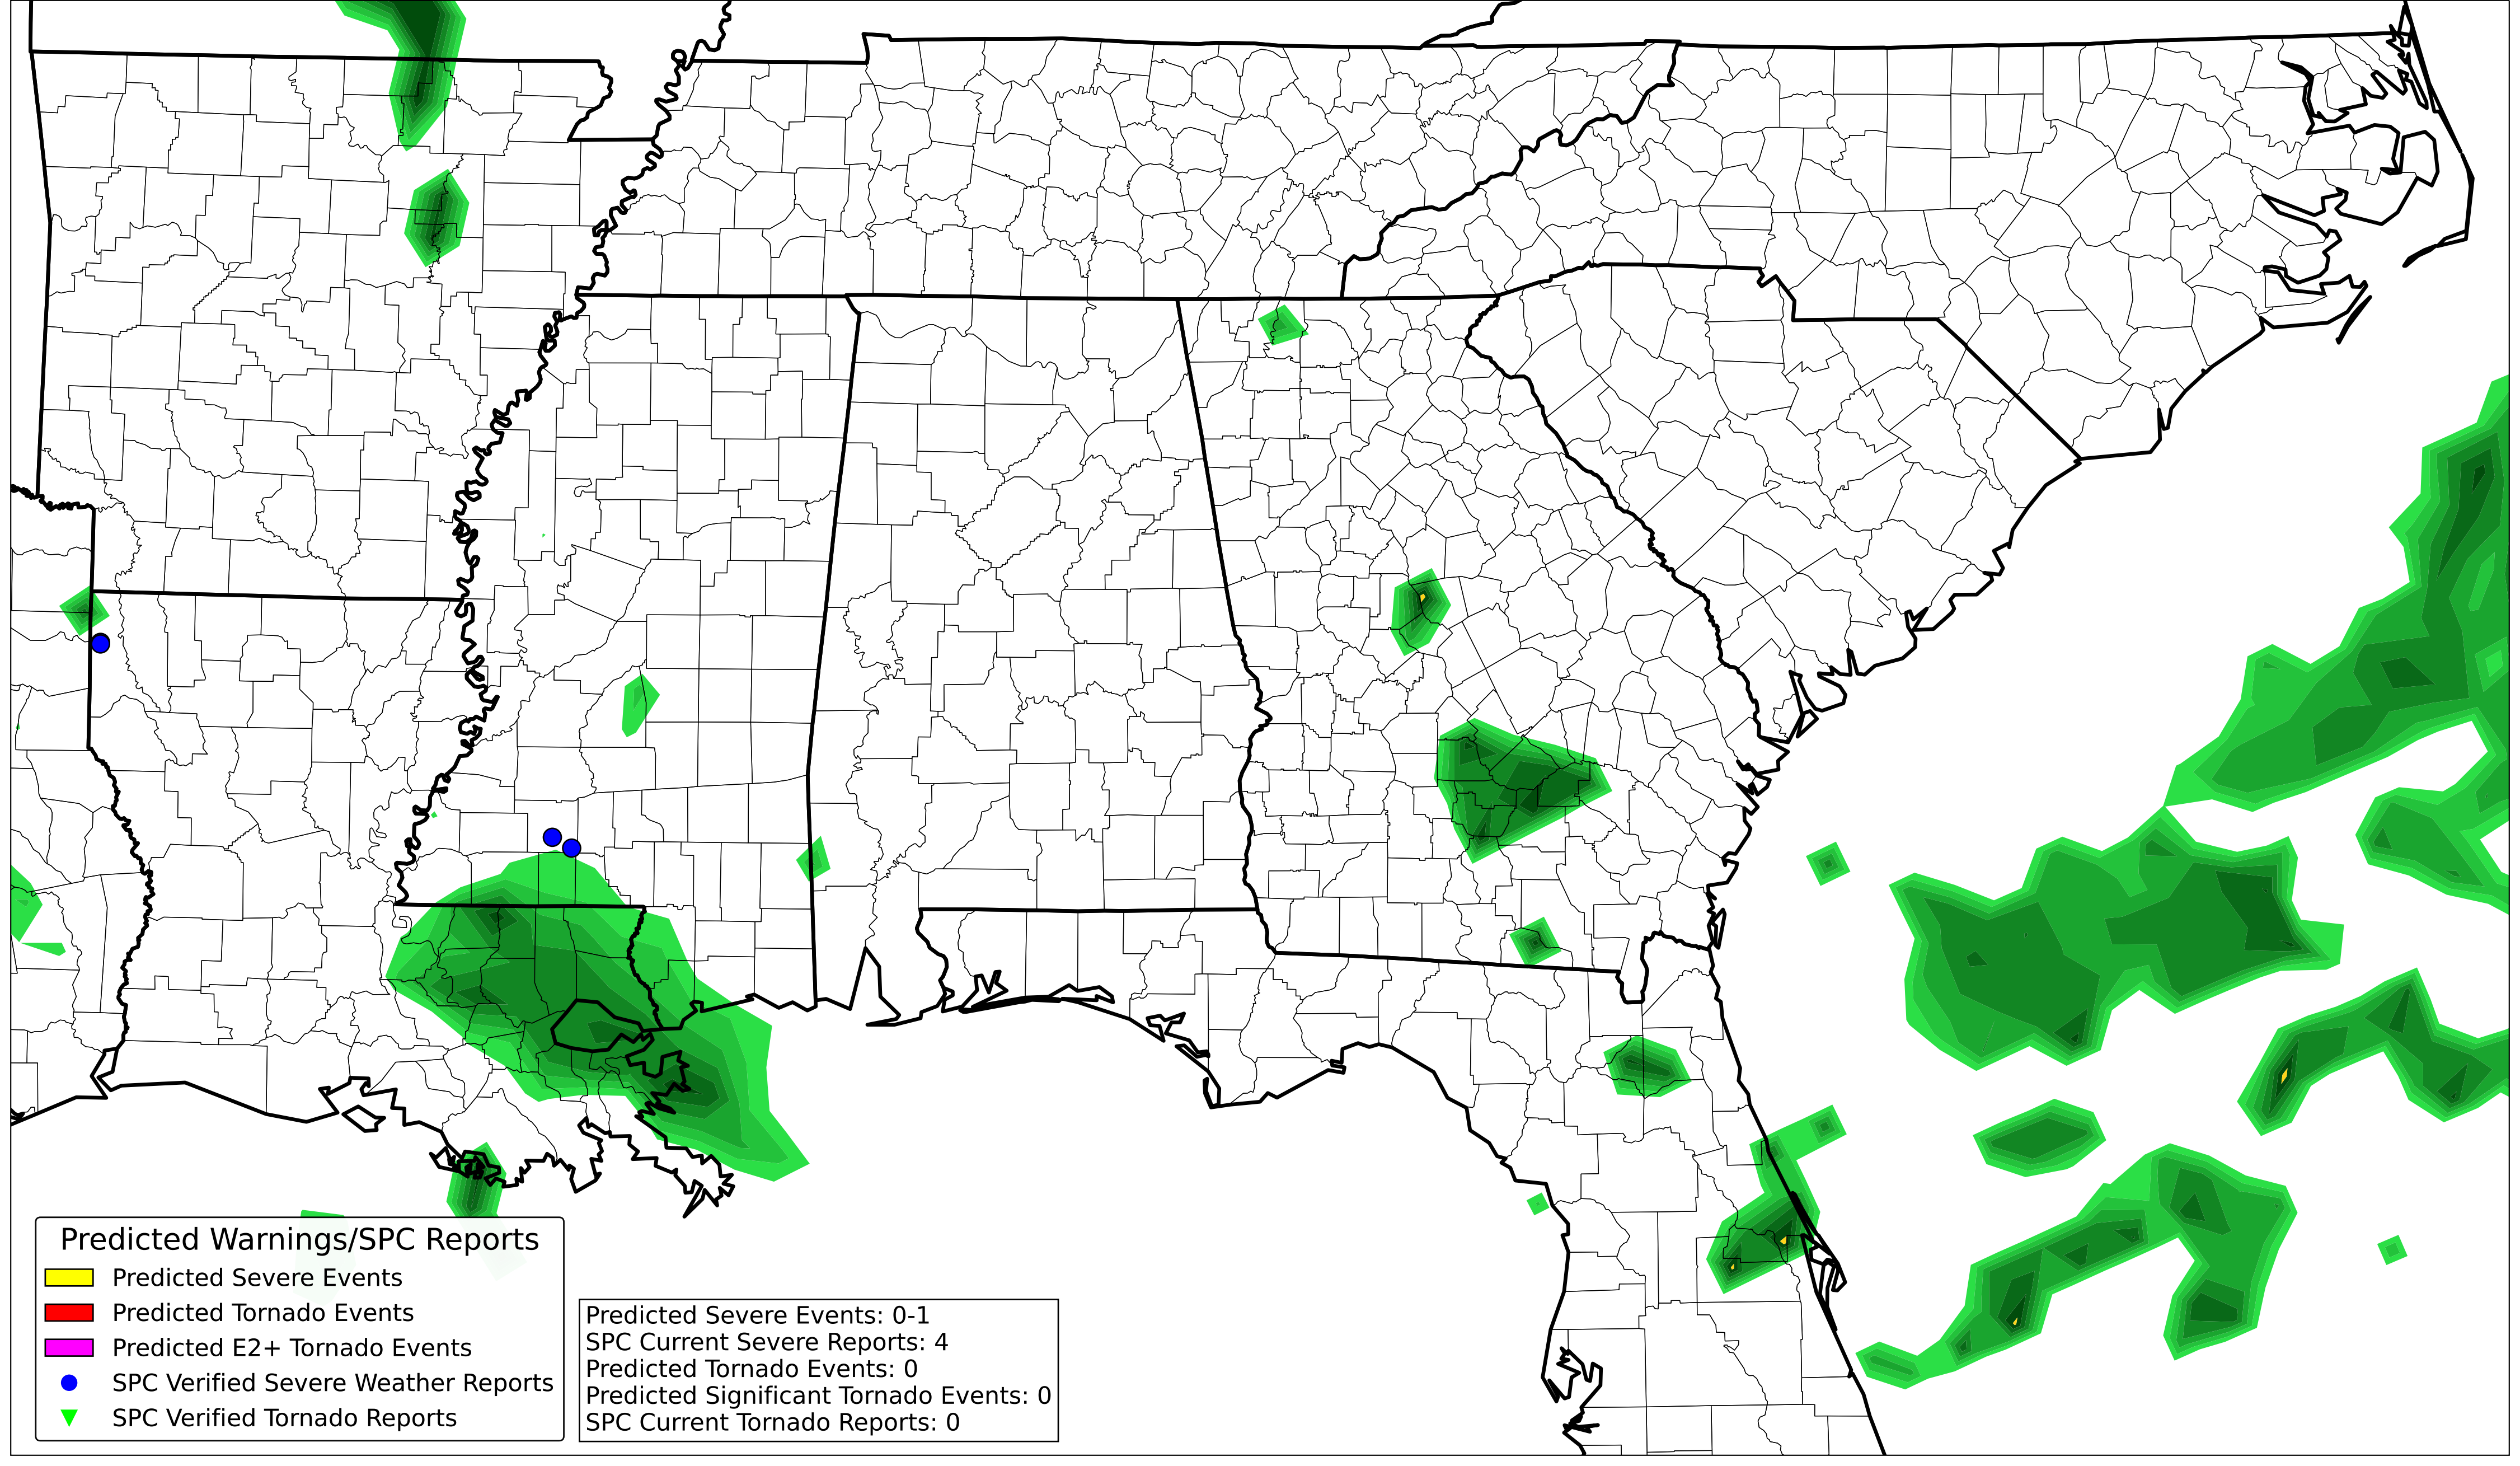 Predicted Warnings/SPC Reports
Predicted Severe Events
Predicted Tornado Events
Predicted E2+ Tornado Events
SPC Verified Severe Weather Reports
SPC Verified Tornado Reports
Predicted Severe Events: 0-1
SPC Current Severe Reports: 4
Predicted Tornado Events: 0
Predicted Significant Tornado Events: 0
SPC Current Tornado Reports: 0